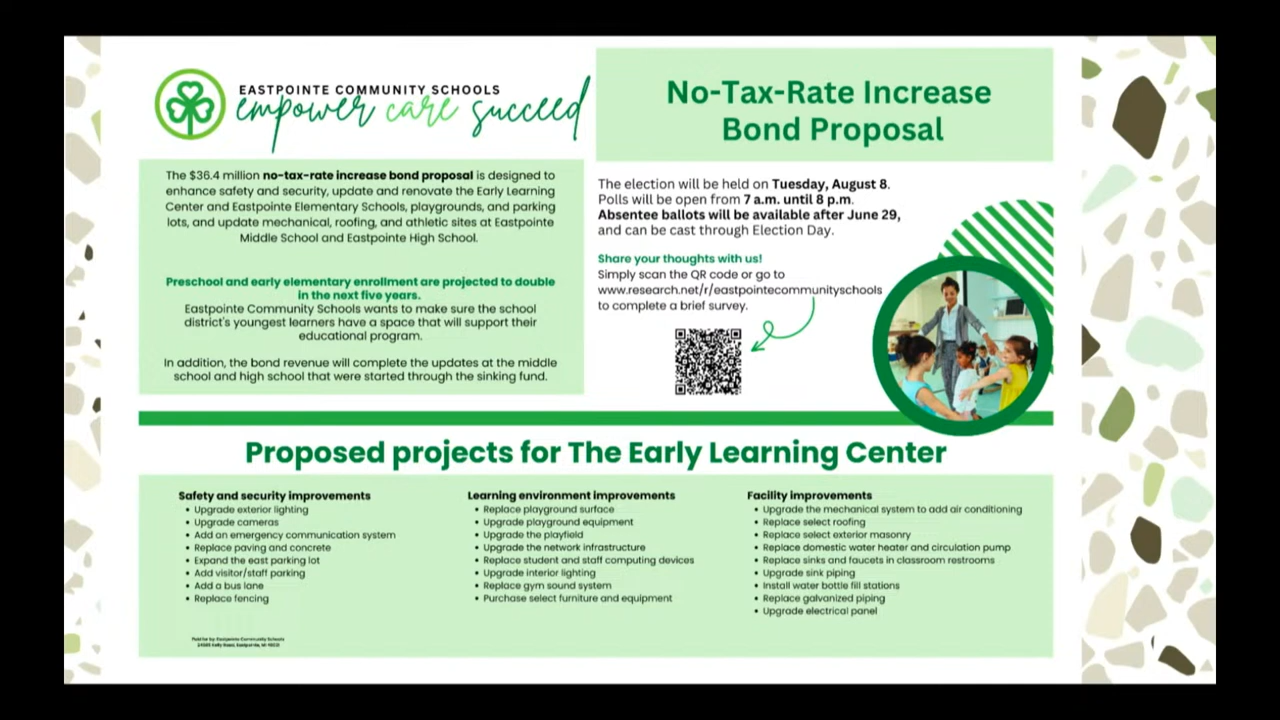 EASTPOINTE COMMUNITY SCHOOLS
empower care succeed
No-Tax-Rate Increase
Bond Proposal
The $36.4 million no-tax-rate increase bond proposal is designed to
enhance safety and security, update and renovate the Early Learning
Center and Eastpointe Elementary Schools, playgrounds, and parking
lots, and update mechanical, roofing, and athletic sites at Eastpointe
Middle School and Eastpointe High School.
Preschool and early elementary enrollment are projected to double
in the next five years.
Eastpointe Community Schools wants to make sure the school
district's youngest learners have a space that will support their
educational program.
In addition, the bond revenue will complete the updates at the middle
school and high school that were started through the sinking fund.
The election will be held on Tuesday, August 8.
Polls will be open from 7 a.m. until 8 p.m.
Absentee ballots will be available after June 29,
and can be cast through Election Day.
Share your thoughts with us!
Simply scan the QR code or go to
www.research.net/r/eastpointecommunityschools
to complete a brief survey.
Proposed projects for The Early Learning Center
Safety and security improvements
• Upgrade exterior lighting
• Upgrade cameras
• Add an emergency communication system
• Replace paving and concrete
• Expand the east parking lot
• Add visitor/staff parking
• Add a bus lane
• Replace fencing
Learning environment improvements
• Replace playground surface
• Upgrade playground equipment
• Upgrade the playfield
• Upgrade the network infrastructure
• Replace student and staff computing devices
• Upgrade interior lighting
• Replace gym sound system
• Purchase select furniture and equipment
Facility improvements
• Upgrade the mechanical system to add air conditioning
• Replace select roofing
• Replace select exterior masonry
• Replace domestic water heater and circulation pump
• Replace sinks and faucets in classroom restrooms
• Upgrade sink piping
• Install water bottle fill stations
• Replace galvanized piping
• Upgrade electrical panel
Paid for by Eastpointe Community Schools
Kelly Road, Eastpointe, MI